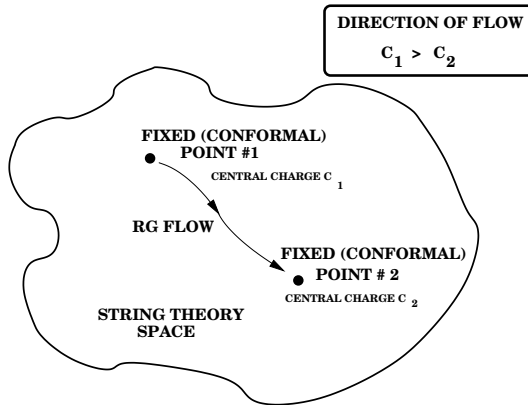 DIRECTION OF FLOW
C1 > C2
FIXED (CONFORMAL)
POINT #1
CENTRAL CHARGE C1
RG FLOW
FIXED (CONFORMAL)
POINT # 2
CENTRAL CHARGE C2
STRING THEORY
SPACE